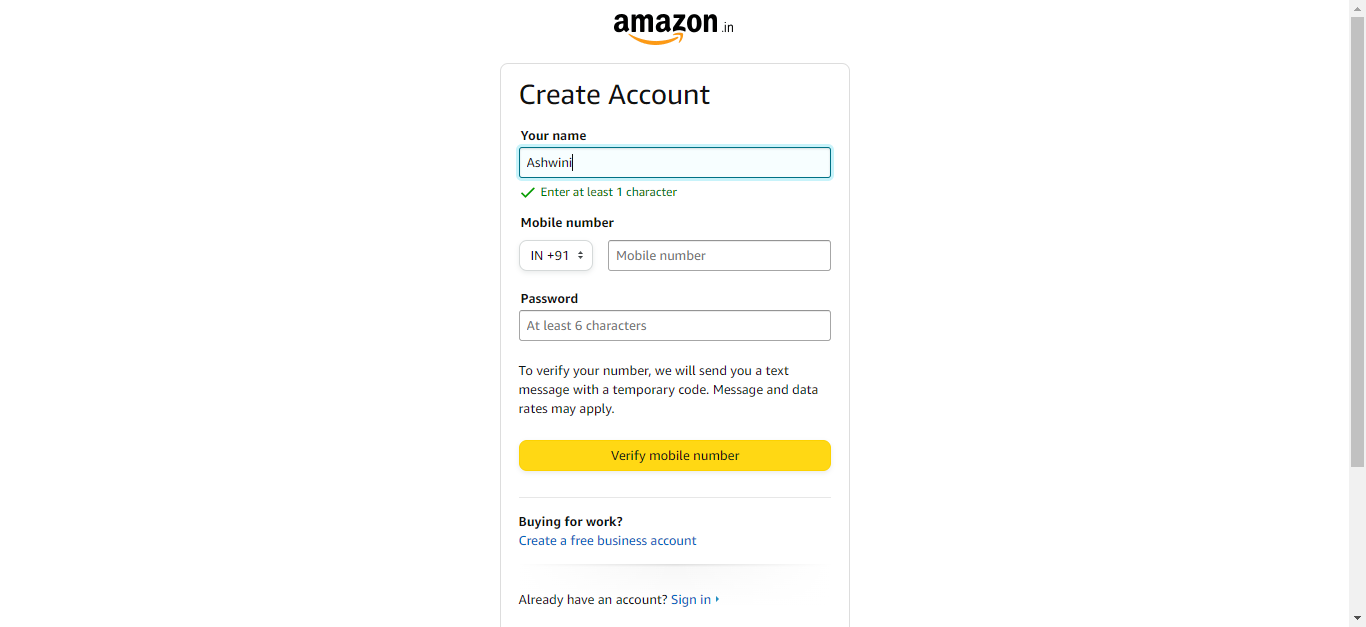 amazon.in
Create Account
Your name
Ashwini
Enter at least 1 character
Mobile number
IN +91 Mobile number
Password
At least 6 characters
To verify your number, we will send you a text
message with a temporary code. Message and data
rates may apply.
Verify mobile number
Buying for work?
Create a free business account
Already have an account? Sign in